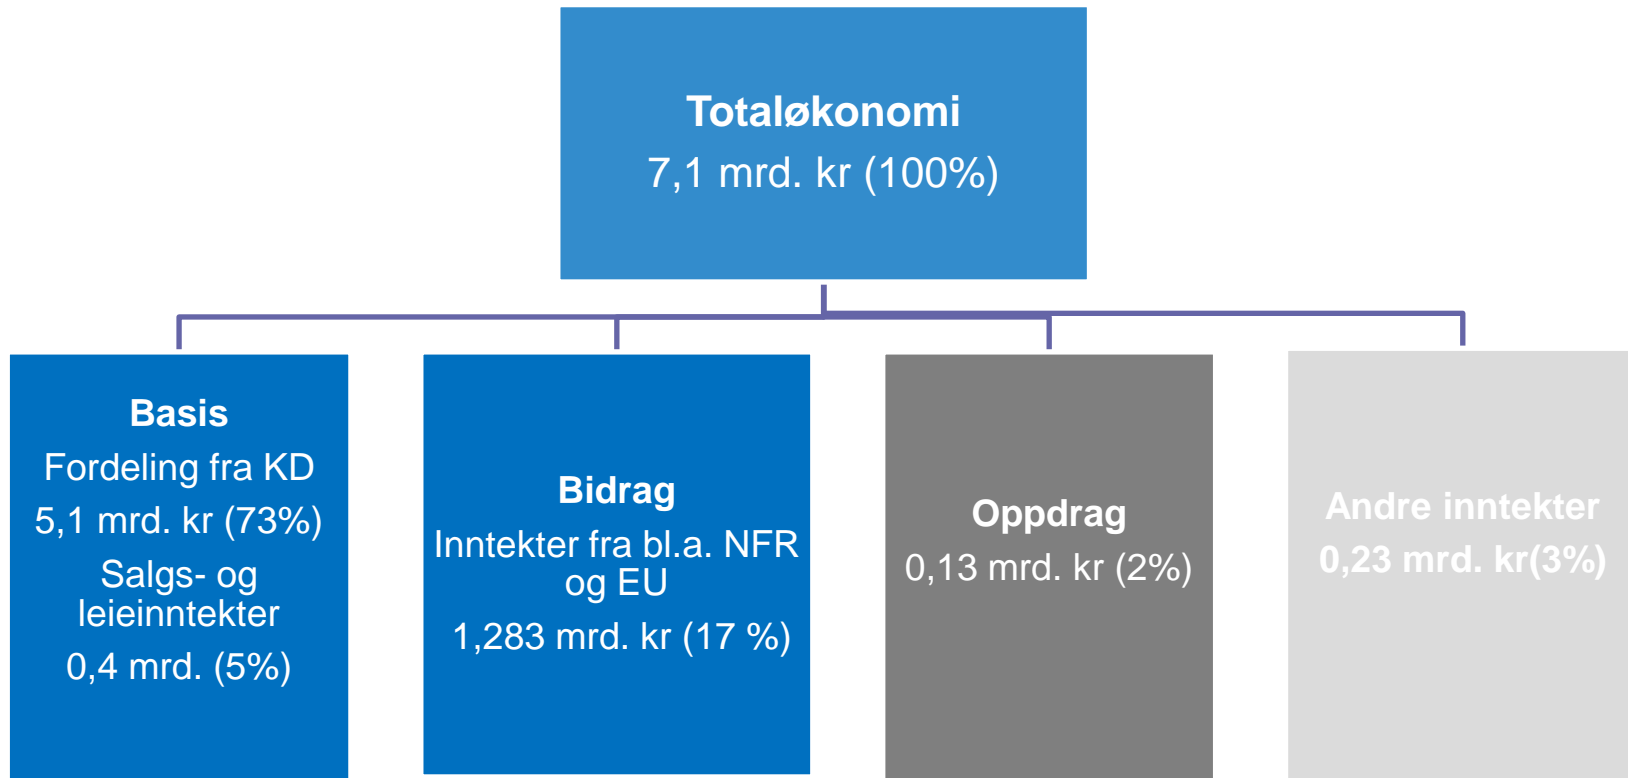 Totaløkonomi
7,1 mrd. kr (100%)
Basis
Fordeling fra KD
5,1 mrd. kr (73%)
Salgs- og
leieinntekter
0,4 mrd. (5%)
Bidrag
Inntekter fra bl.a. NFR
og EU
1,283 mrd. kr (17 %)
Oppdrag
0,13 mrd. kr (2%)
Andre inntekter
0,23 mrd. kr(3%)